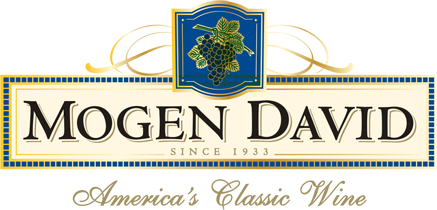 MOGEN DAVID
SINCE 1933
America's Classic Wine